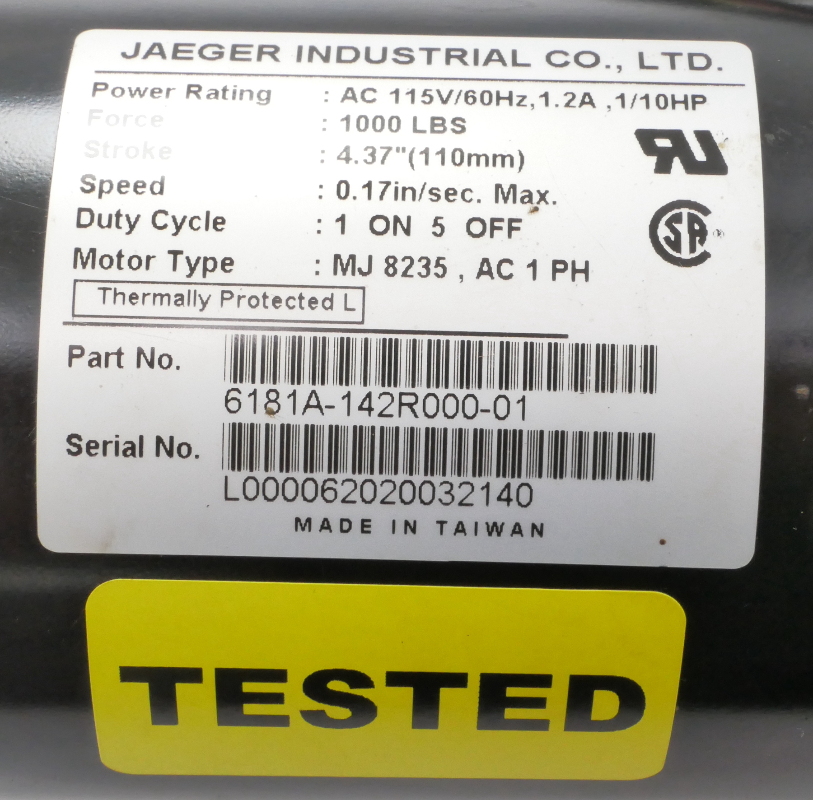 JAEGER INDUSTRIAL CO., LTD.
Power Rating : AC 115V/60Hz,1.2A ,1/10HP
Force : 1000 LBS
Stroke : 4.37"(110mm)
Speed : 0.17in/sec. Max.
Duty Cycle : 1 ON 5 OFF
Motor Type : MJ 8235 , AC 1 PH
Thermally Protected L
RU
SA ®
Part No.
6181A-142R000-01
Serial No.
L000062020032140
MADE IN TAIWAN
TESTED